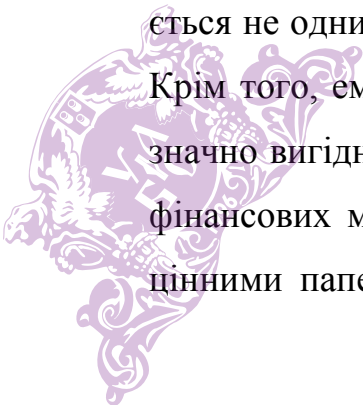 ється не одни
Крім того, ем
значно вигідн
фінансових м
цінними папе